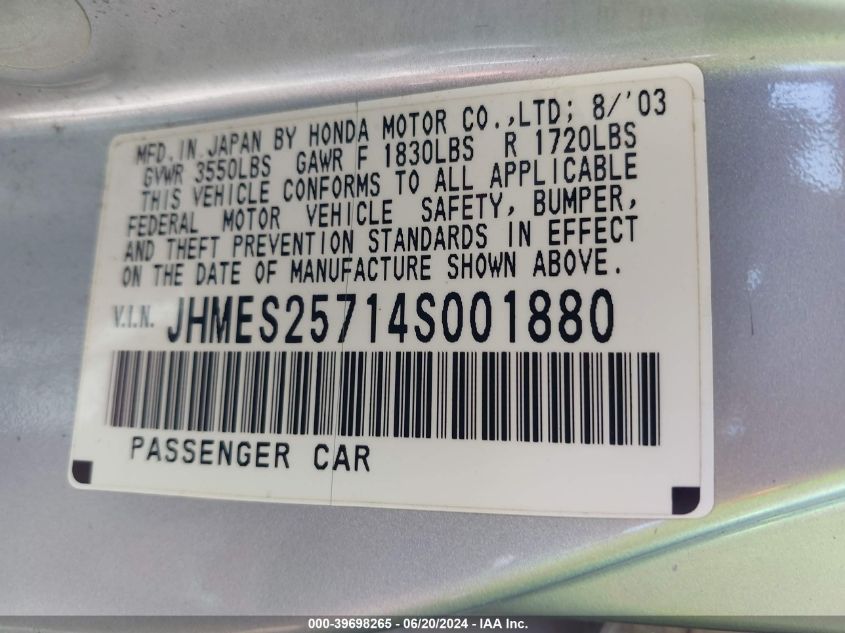 MFD. IN JAPAN BY HONDA MOTOR CO.,LTD; 8/'03
GVWR 3550LBS GAWR F 1830LBS R 1720LBS
THIS VEHICLE CONFORMS TO ALL APPLICABLE
FEDERAL MOTOR VEHICLE SAFETY, BUMPER,
AND THEFT PREVENTION STANDARDS IN EFFECT
ON THE DATE OF MANUFACTURE SHOWN ABOVE.
V.I.N. JHMES25714S001880
PASSENGER CAR
000-39698265 - 06/20/2024 - IAA Inc.